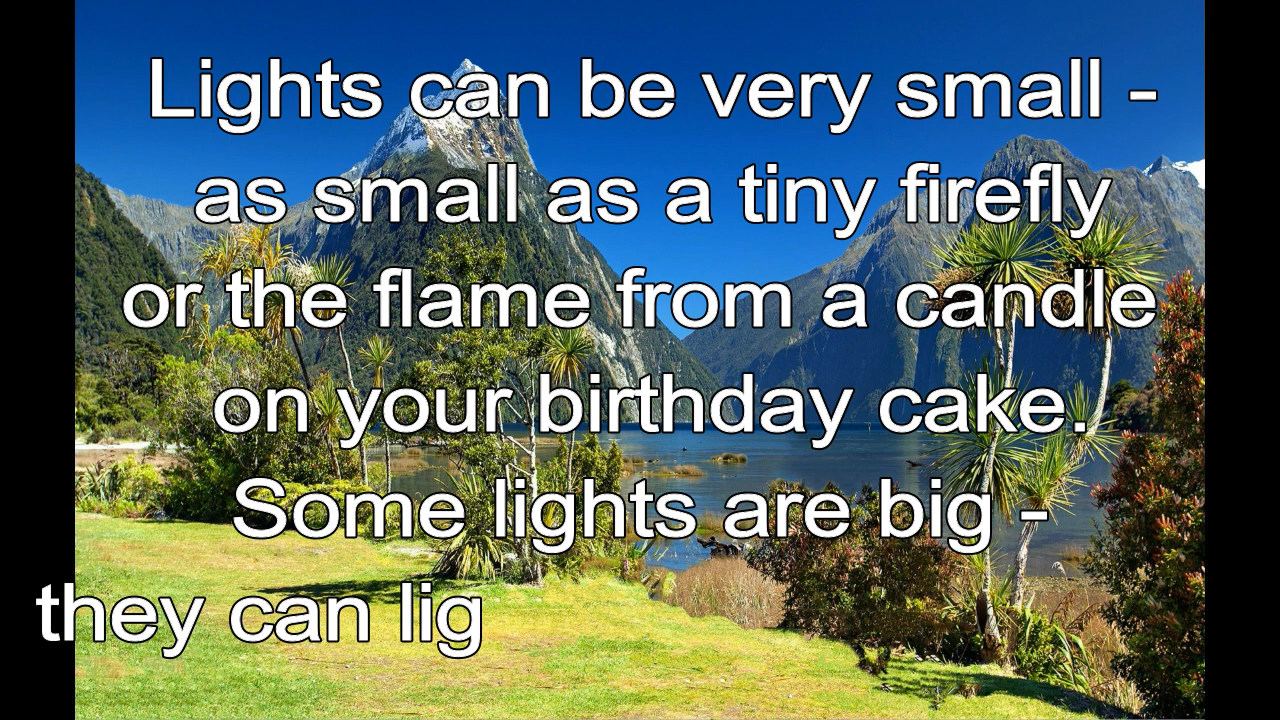 Lights can be very small -
as small as a tiny firefly
or the flame from a candle
on your birthday cake.
Some lights are big -
they can lig